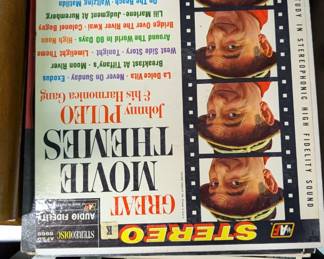 STEREO
AF
STEREODISC
AUDIO FIDELITY
GREAT
MOVIE
THEMES
Johnny PULEO
& his Harmonica Gang
La Dolce Vita · Never On Sunday · Exodus
Breakfast At Tiffany's · Moon River
West Side Story · Tonight · Limelight Theme
Around The World In 80 Days · High Noon
Bridge Over The River Kwai · Colonel Bogey
Lili Marlene · Judgment At Nuremberg
On The Beach · Waltzing Matilda
STUDY IN STEREOPHONIC HIGH FIDELITY SOUND